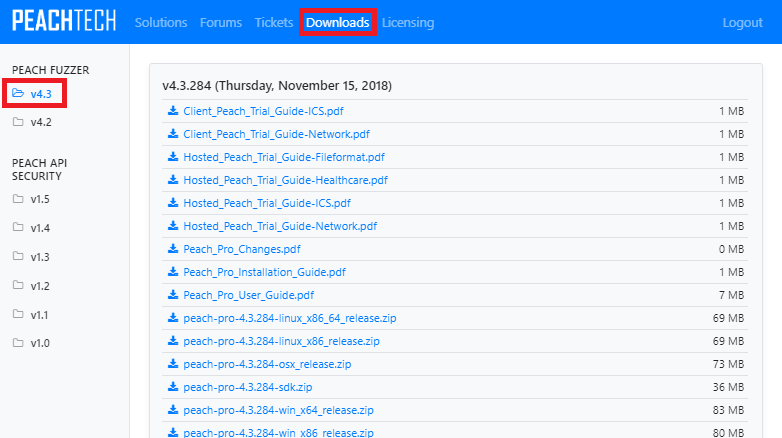 PEACHTECH Solutions Forums Tickets Downloads Licensing Logout
PEACH FUZZER
v4.3
v4.2
PEACH API
SECURITY
v1.5
v1.4
v1.3
v1.2
v1.1
v1.0
v4.3.284 (Thursday, November 15, 2018)
Client_Peach_Trial_Guide-ICS.pdf 1 MB
Client_Peach_Trial_Guide-Network.pdf 1 MB
Hosted_Peach_Trial_Guide-Fileformat.pdf 1 MB
Hosted_Peach_Trial_Guide-Healthcare.pdf 1 MB
Hosted_Peach_Trial_Guide-ICS.pdf 1 MB
Hosted_Peach_Trial_Guide-Network.pdf 1 MB
Peach_Pro_Changes.pdf 0 MB
Peach_Pro_Installation_Guide.pdf 1 MB
Peach_Pro_User_Guide.pdf 7 MB
peach-pro-4.3.284-linux_x86_64_release.zip 69 MB
peach-pro-4.3.284-linux_x86_release.zip 69 MB
peach-pro-4.3.284-osx_release.zip 73 MB
peach-pro-4.3.284-sdk.zip 36 MB
peach-pro-4.3.284-win_x64_release.zip 83 MB
peach-pro-4.3.284-win_x86_release.zip 80 MB